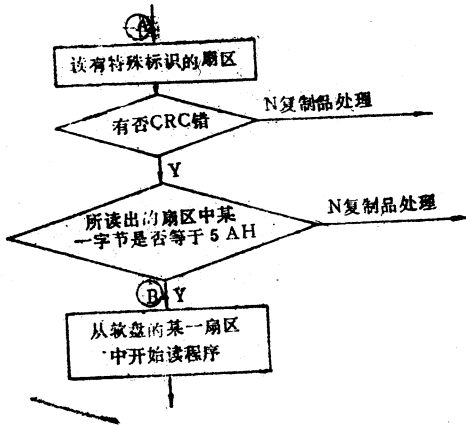 A
读有特殊标识的扇区
有否CRC错
N复制品处理
Y
所读出的扇区中某
一字节是否等于5AH
N复制品处理
B Y
从软盘的某一扇区
中开始读程序